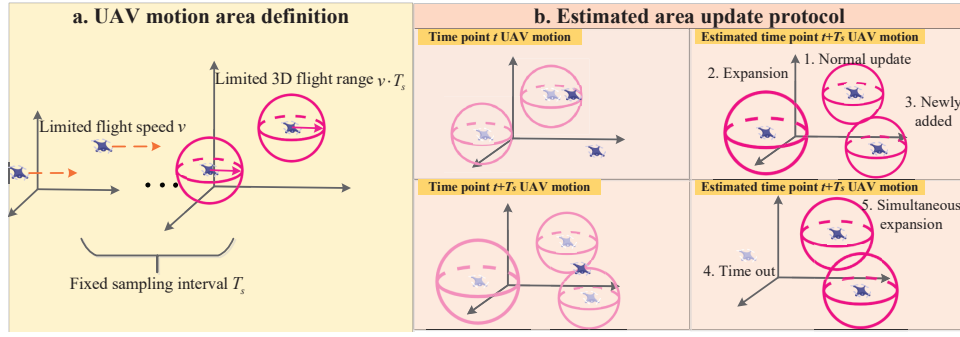 a. UAV motion area definition
Limited 3D flight range v·Ts
Limited flight speed v
Fixed sampling interval Ts
b. Estimated area update protocol
Time point t UAV motion
Estimated time point t+Ts UAV motion
1. Normal update
2. Expansion
3. Newly
added
Time point t+Ts UAV motion
Estimated time point t+Ts UAV motion
5. Simultaneous
expansion
4. Time out